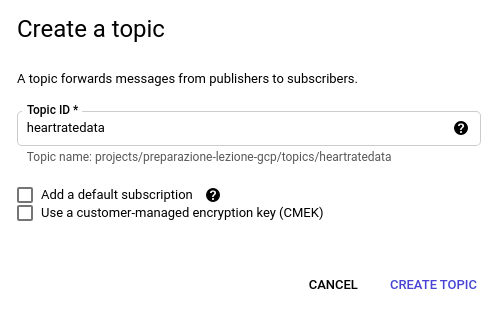 Create a topic
A topic forwards messages from publishers to subscribers.
Topic ID *
heartratedata
?
Topic name: projects/preparazione-lezione-gcp/topics/heartratedata
Add a default subscription ?
Use a customer-managed encryption key (CMEK)
CANCEL CREATE TOPIC